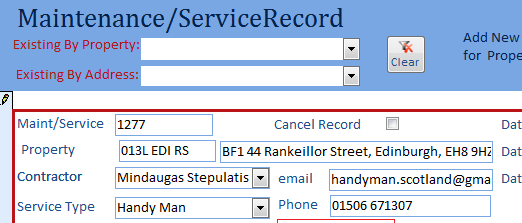 Maintenance/ServiceRecord
Existing By Property:
Clear
Add New
for Prope
Existing By Address:
Maint/Service 1277 Cancel Record Dat
Property 013L EDI RS BF1 44 Rankeillor Street, Edinburgh, EH8 9HZ Dat
Contractor Mindaugas Stepulatis email handyman.scotland@gma Dat
Service Type Handy Man Phone 01506 671307